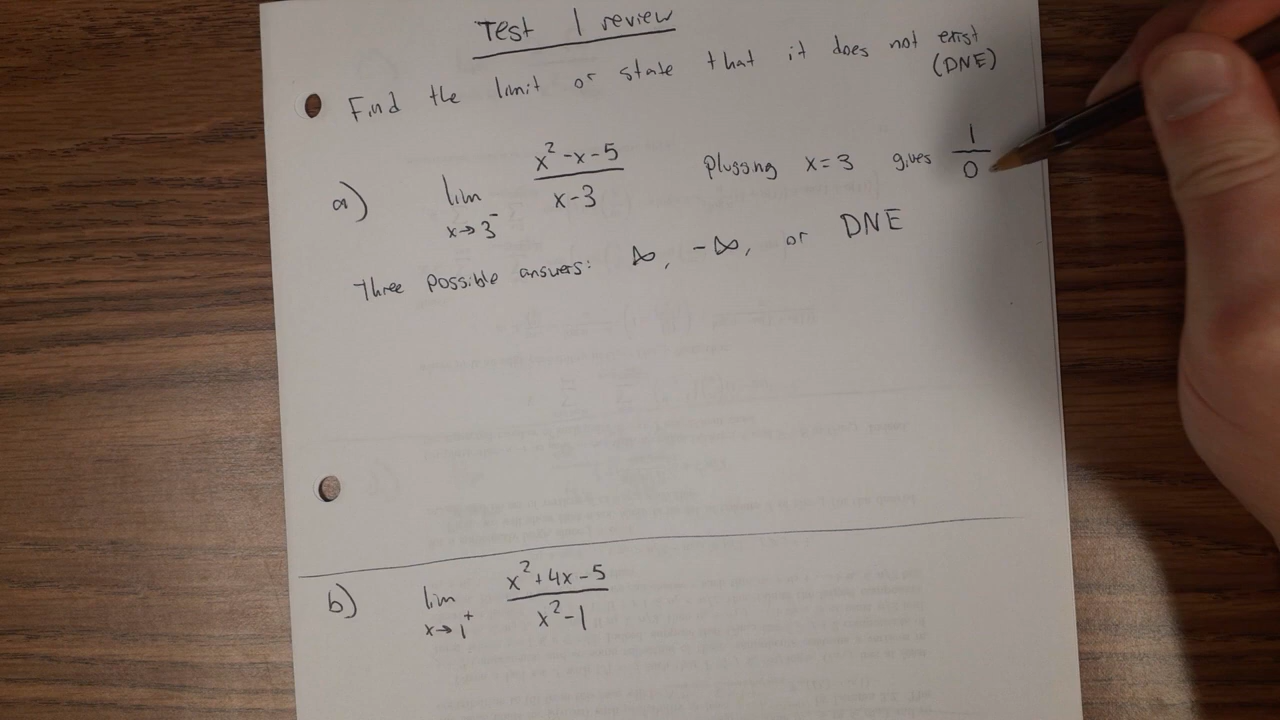 Test 1 review
Find the limit or state that it does not exist
(DNE)
a) lim x→3⁻ (x²-x-5)/(x-3) plugging x=3 gives 1/0
Three possible answers: ∞, -∞, or DNE
b) lim x→1⁺ (x²+4x-5)/(x²-1)